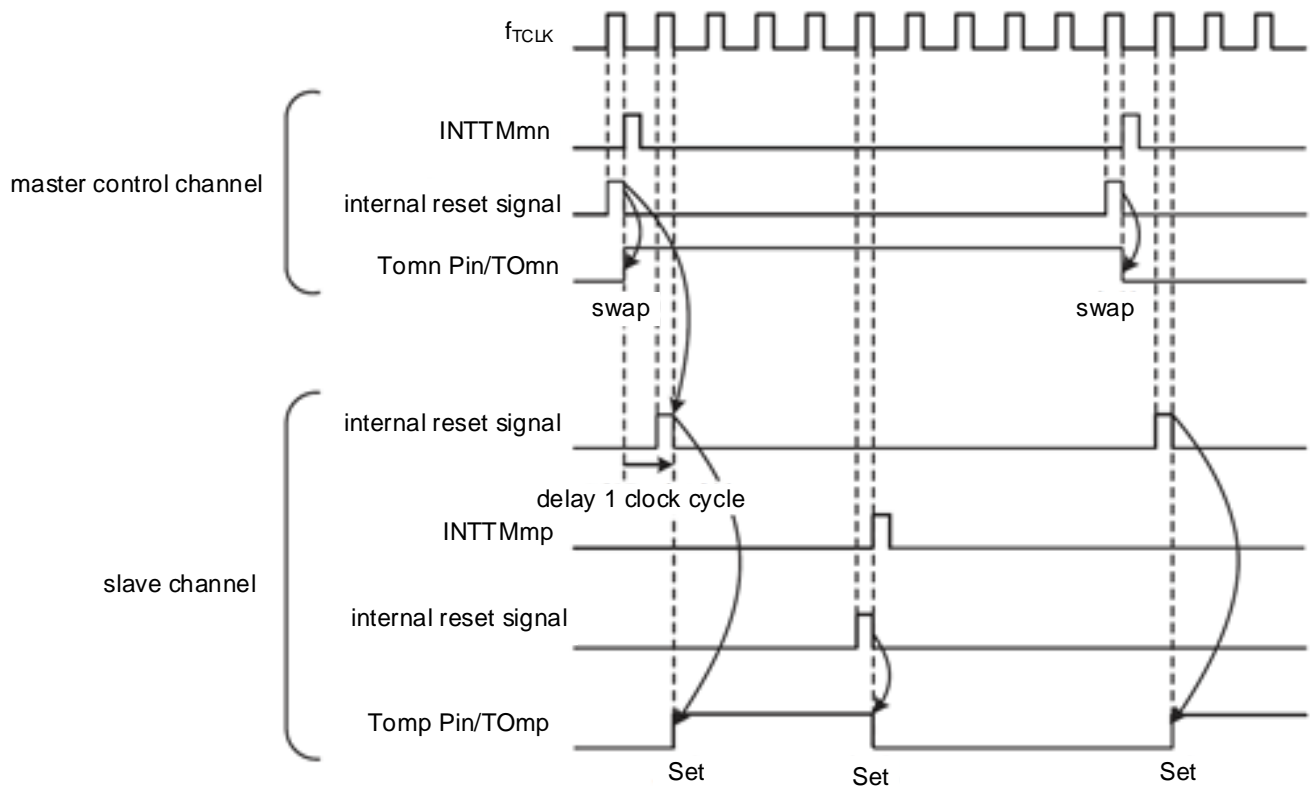 fTCLK
INTTMmn
master control channel
internal reset signal
Tomn Pin/TOmn
swap
swap
internal reset signal
delay 1 clock cycle
INTTMmp
slave channel
internal reset signal
Tomp Pin/TOmp
Set
Set
Set